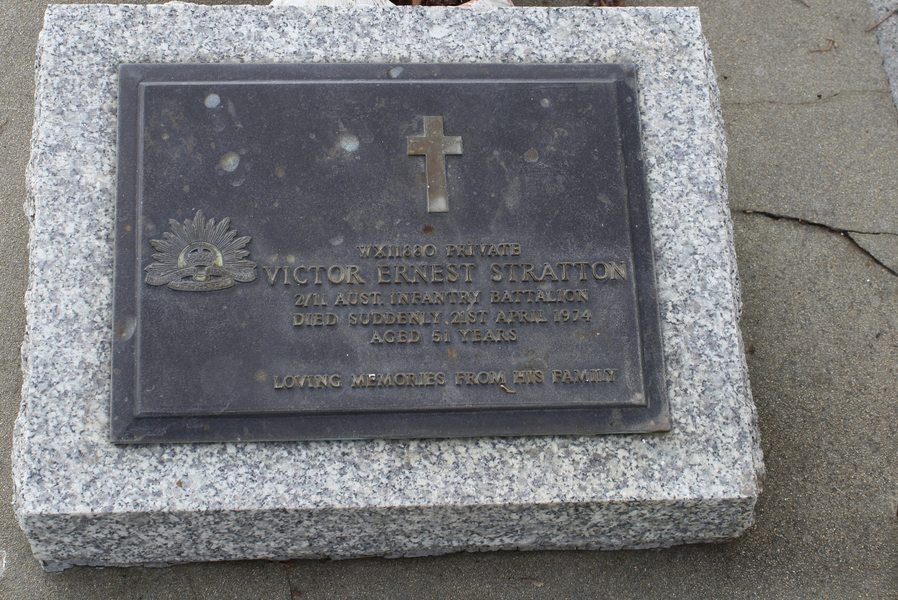 WX11880 PRIVATE
VICTOR ERNEST STRATTON
2/11 AUST. INFANTRY BATTALION
DIED SUDDENLY, 21ST APRIL 1974
AGED 51 YEARS
LOVING MEMORIES FROM HIS FAMILY